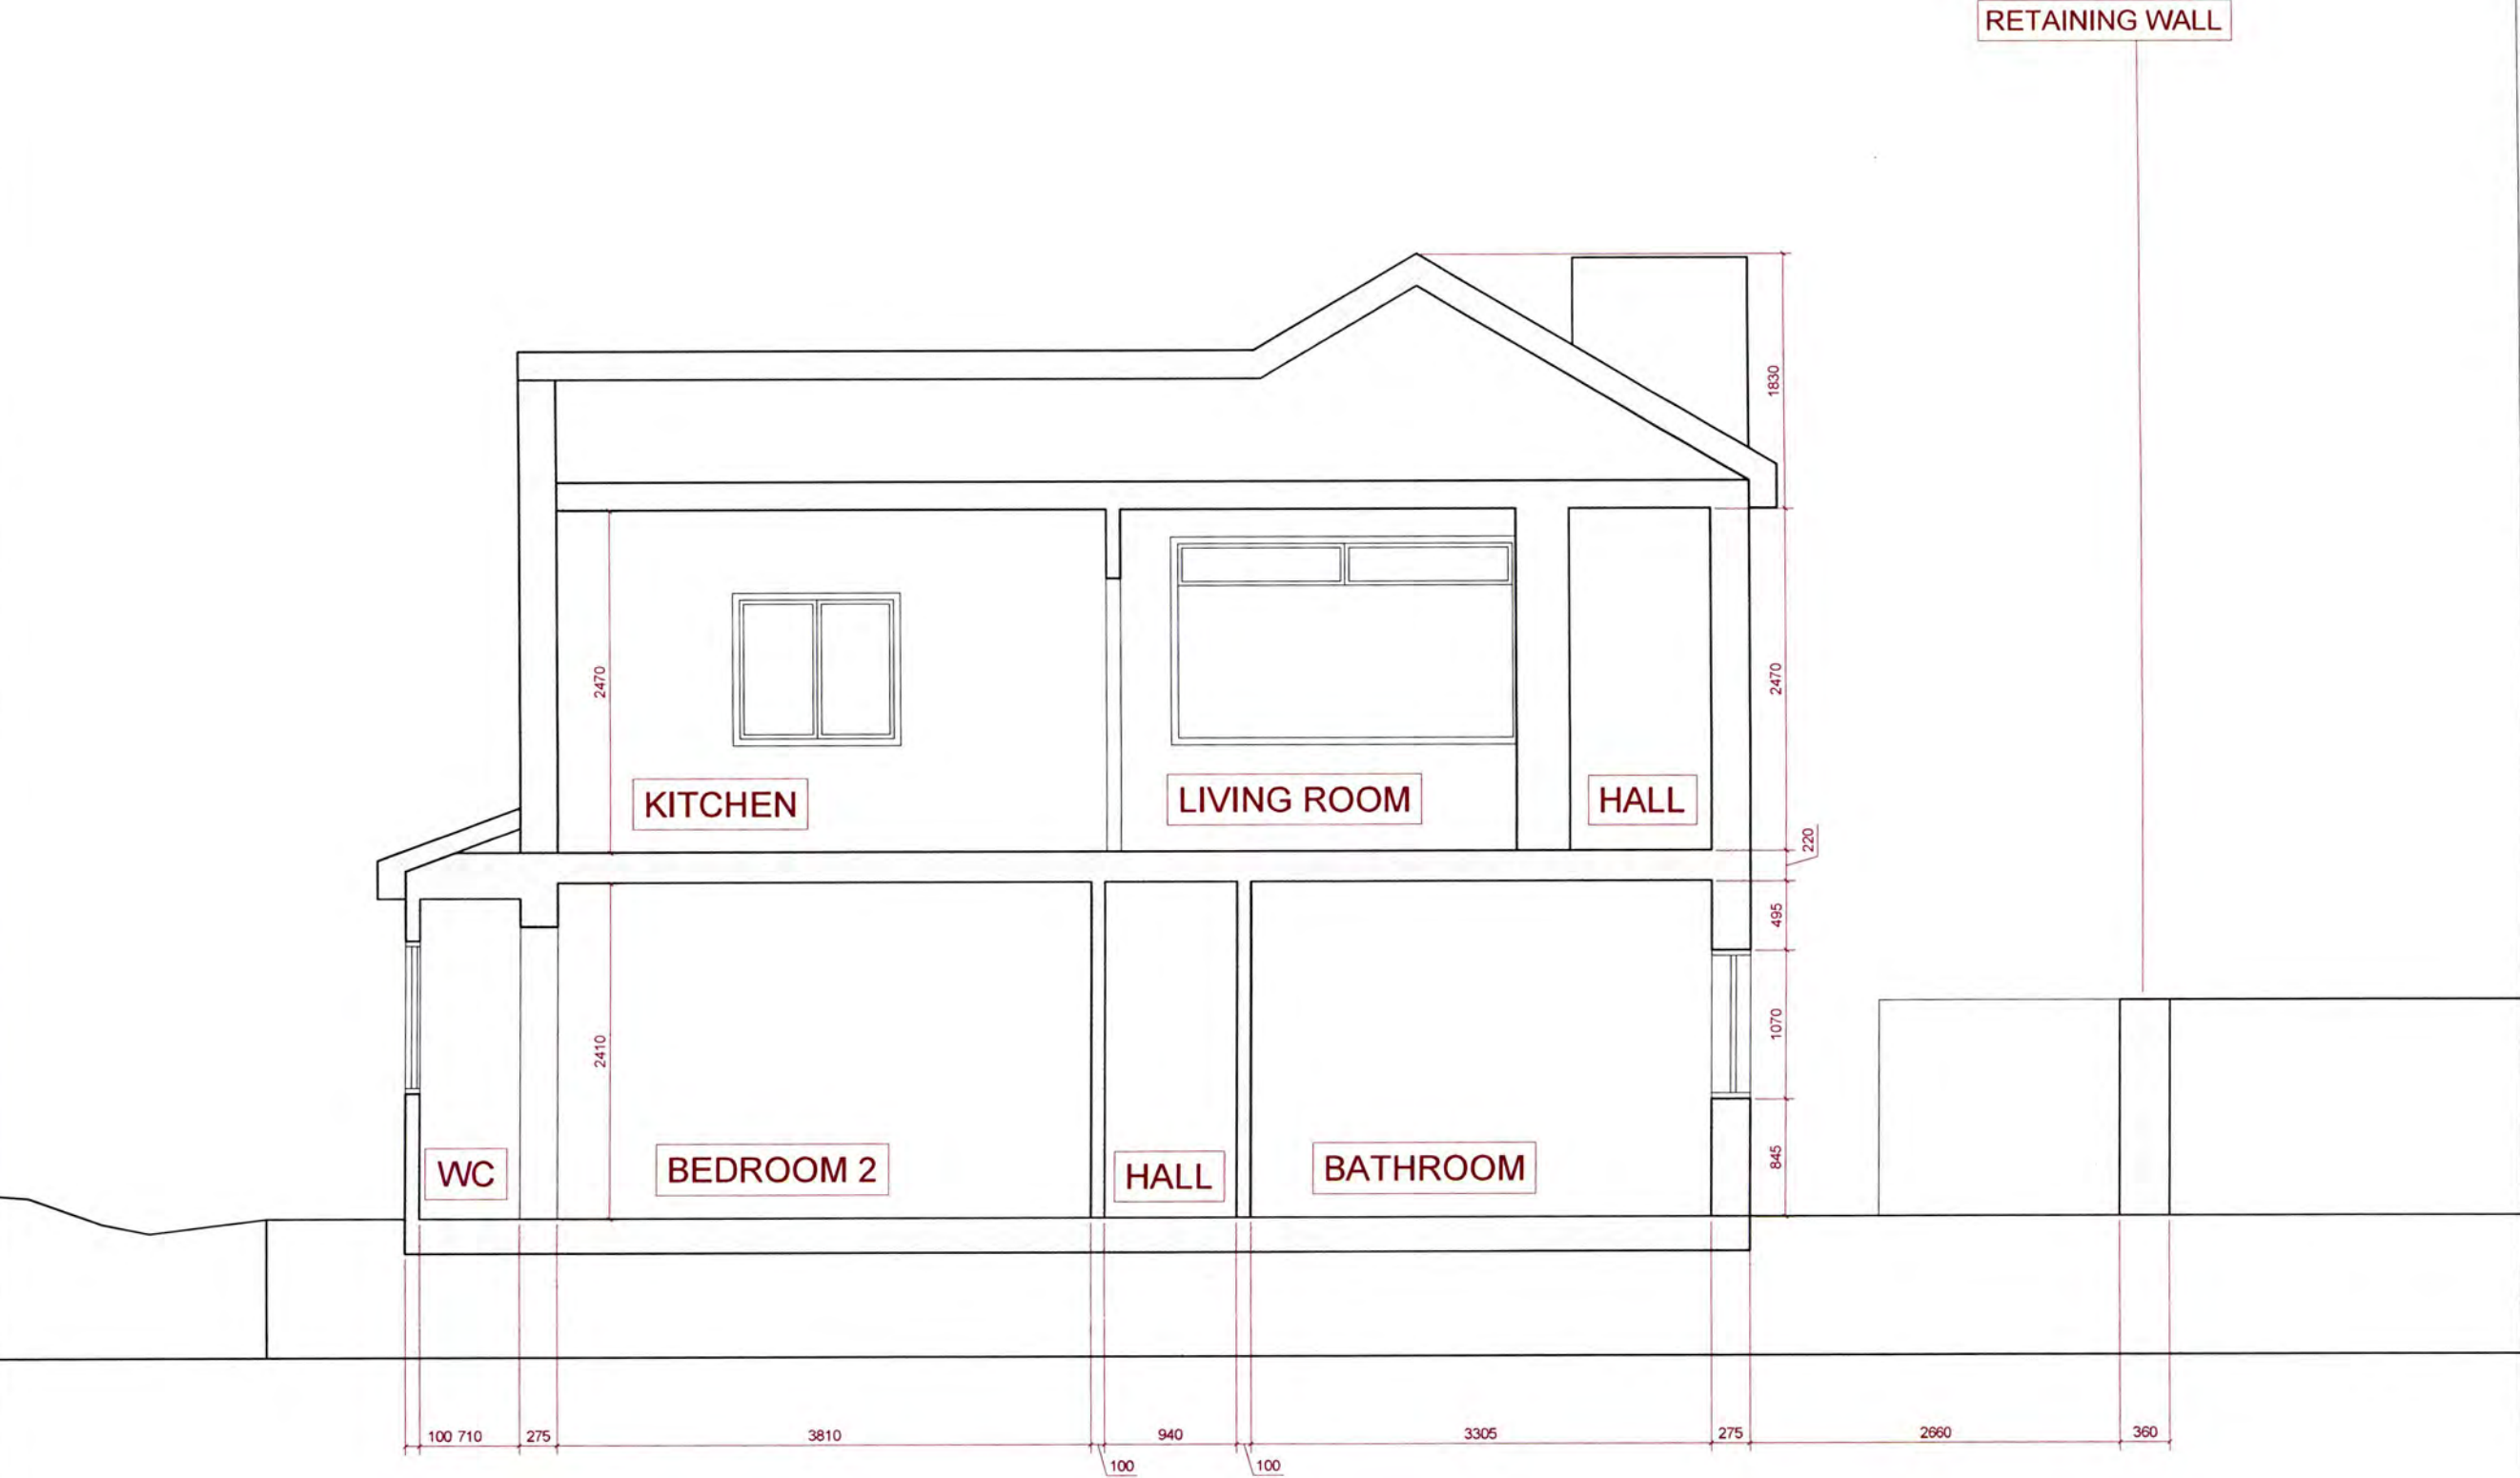 RETAINING WALL
1830
2470
2470
KITCHEN
LIVING ROOM
HALL
220
495
2410
1070
WC
BEDROOM 2
HALL
BATHROOM
845
100 710 275 3810 940 3305 275 2660 360
100 100